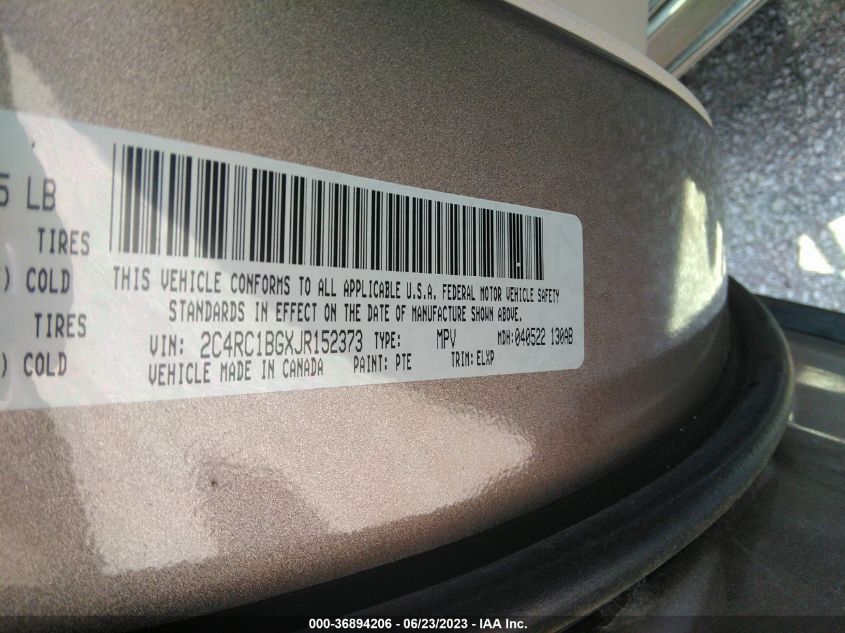 5 LB
TIRES
) COLD
TIRES
) COLD
THIS VEHICLE CONFORMS TO ALL APPLICABLE U.S.A. FEDERAL MOTOR VEHICLE SAFETY
STANDARDS IN EFFECT ON THE DATE OF MANUFACTURE SHOWN ABOVE.
VIN: 2C4RC1BGXJR152373 TYPE: MPV MDH:040522 130AB
VEHICLE MADE IN CANADA PAINT: PTE TRIM: ELXP
000-36894206 - 06/23/2023 - IAA Inc.